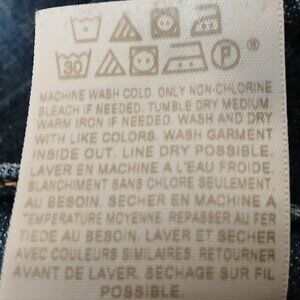 30 P ®
MACHINE WASH COLD. ONLY NON-CHLORINE
BLEACH IF NEEDED. TUMBLE DRY MEDIUM.
WARM IRON IF NEEDED. WASH AND DRY
WITH LIKE COLORS. WASH GARMENT
INSIDE OUT. LINE DRY POSSIBLE.
LAVER EN MACHINE A L'EAU FROIDE.
BLANCHIMENT SANS CHLORE SEULEMENT
AU BESOIN. SECHER EN MACHINE A
TEMPERATURE MOYENNE. REPASSER AU FER
TIEDE AU BESOIN. LAVER ET SECHER
AVEC COULEURS SIMILAIRES. RETOURNER
AVANT DE LAVER. SECHAGE SUR FIL
POSSIBLE.